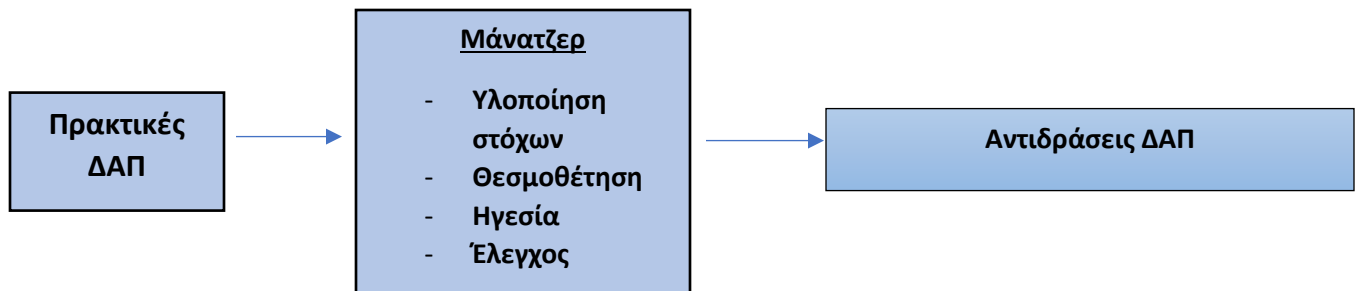 Πρακτικές
ΔΑΠ
Μάνατζερ
- Υλοποίηση
στόχων
- Θεσμοθέτηση
- Ηγεσία
- Έλεγχος
Αντιδράσεις ΔΑΠ